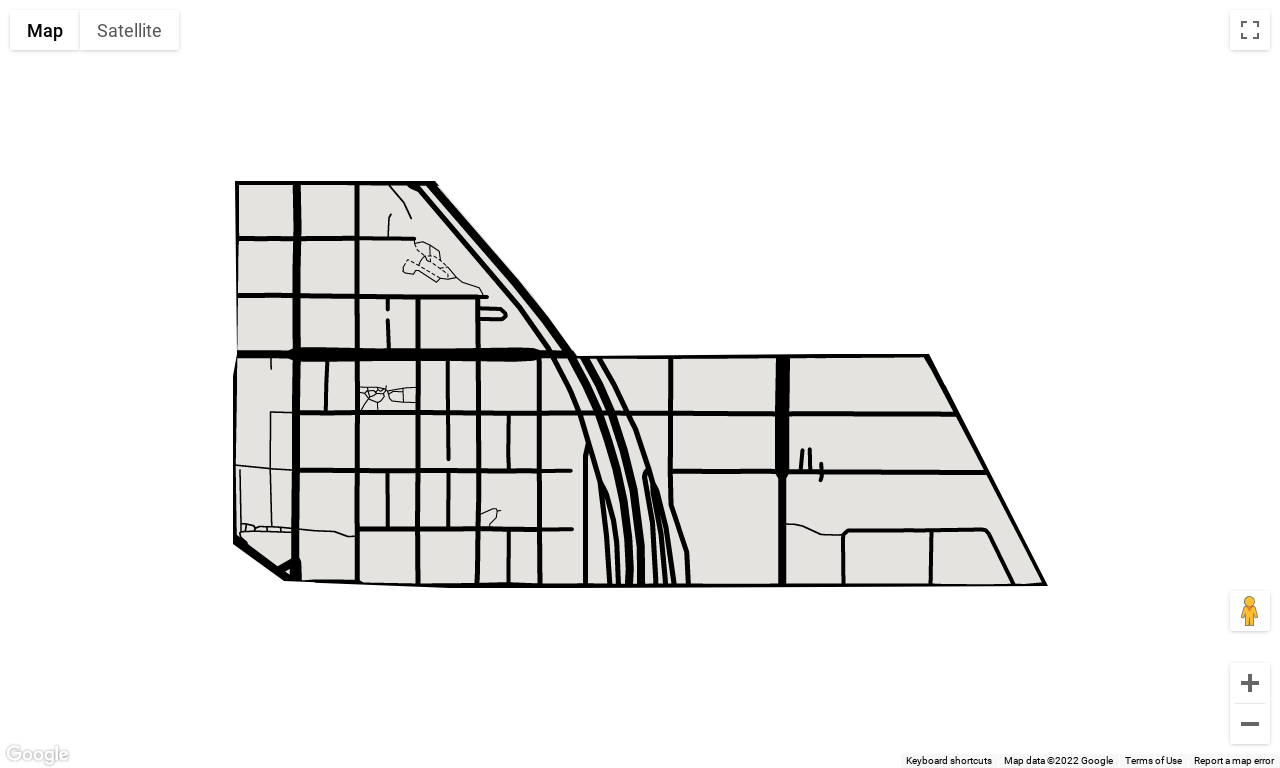 Map Satellite
Google
Keyboard shortcuts Map data ©2022 Google Terms of Use Report a map error